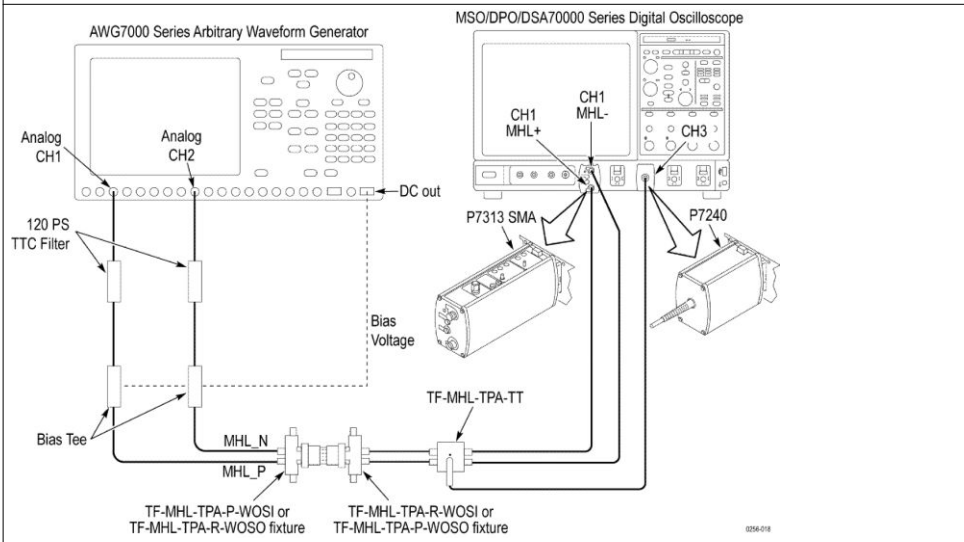 AWG7000 Series Arbitrary Waveform Generator
MSO/DPO/DSA70000 Series Digital Oscilloscope
Analog
CH1
Analog
CH2
DC out
CH1
MHL+
CH1
MHL-
CH3
120 PS
TTC Filter
P7313 SMA
P7240
Bias
Voltage
Bias Tee
TF-MHL-TPA-TT
MHL_N
MHL_P
TF-MHL-TPA-P-WOSI or
TF-MHL-TPA-R-WOSO fixture
TF-MHL-TPA-R-WOSI or
TF-MHL-TPA-P-WOSO fixture
0256-018